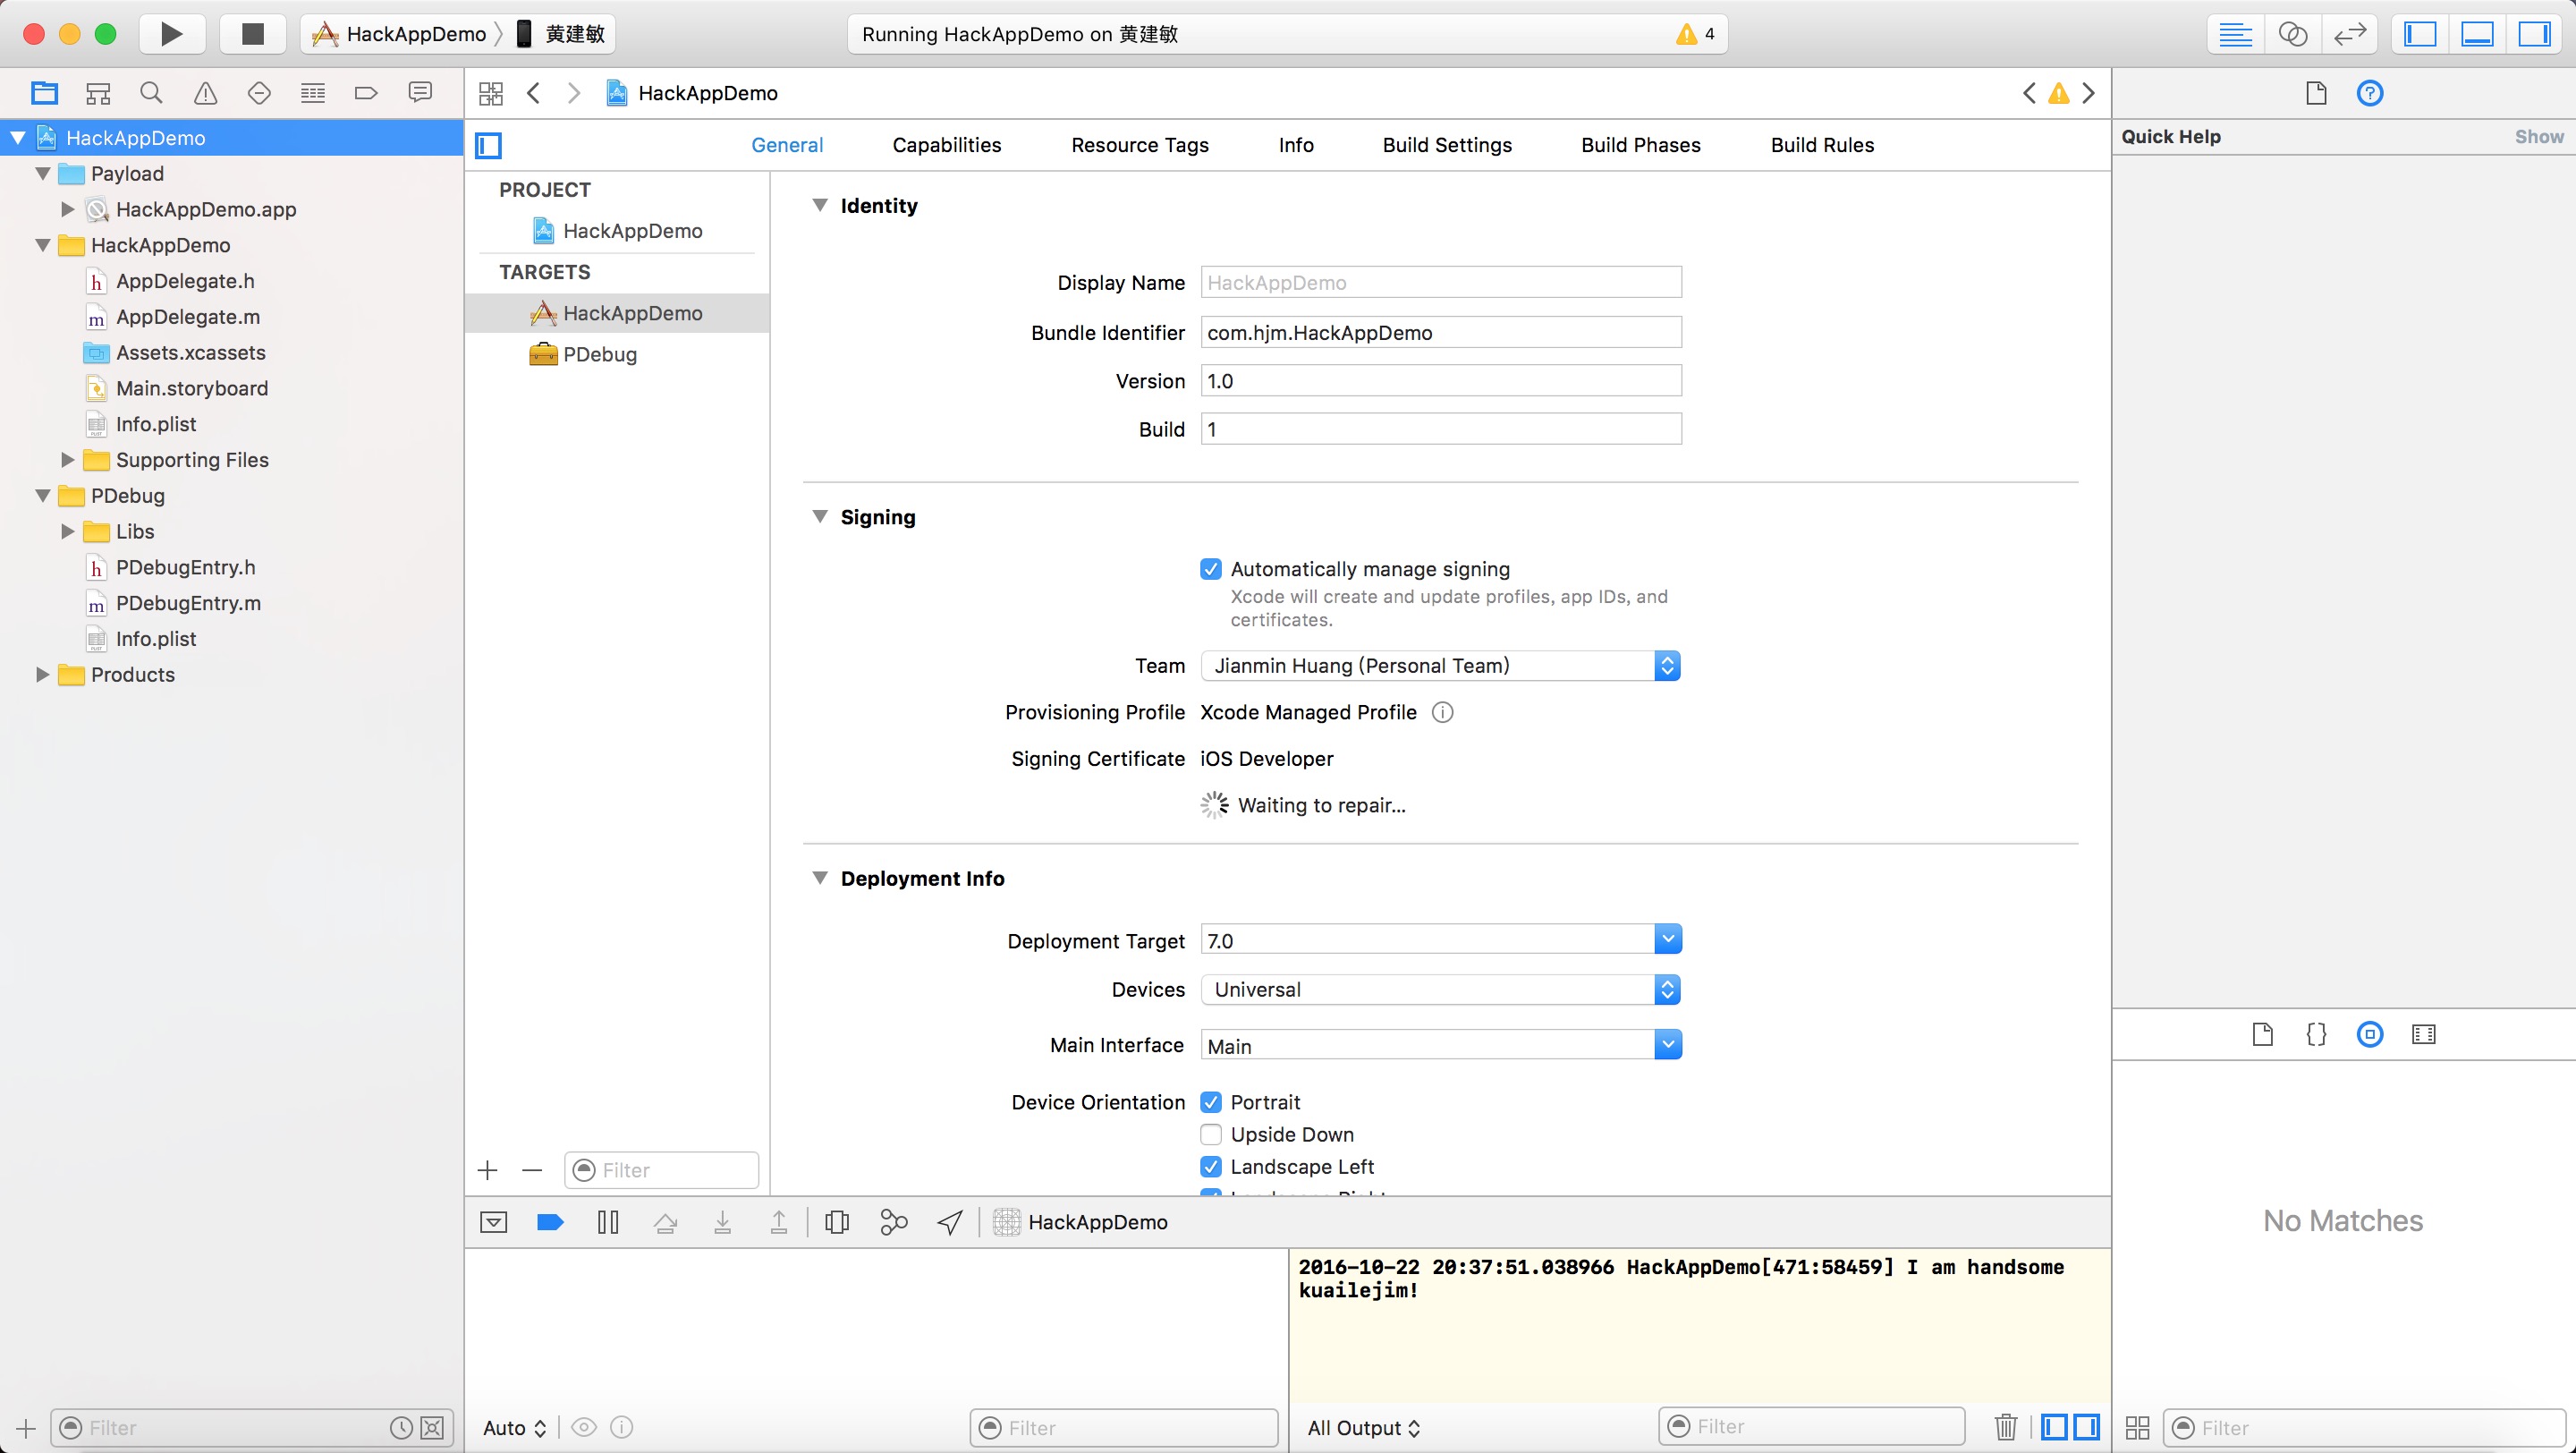 HackAppDemo 〉 黄建敏
Running HackAppDemo on 黄建敏
4
HackAppDemo
Quick Help
Show
HackAppDemo
Payload
HackAppDemo.app
HackAppDemo
AppDelegate.h
AppDelegate.m
Assets.xcassets
Main.storyboard
Info.plist
Supporting Files
PDebug
Libs
PDebugEntry.h
PDebugEntry.m
Info.plist
Products
General
Capabilities
Resource Tags
Info
Build Settings
Build Phases
Build Rules
PROJECT
HackAppDemo
TARGETS
HackAppDemo
PDebug
Identity
Display Name HackAppDemo
Bundle Identifier com.hjm.HackAppDemo
Version 1.0
Build 1
Signing
Automatically manage signing
Xcode will create and update profiles, app IDs, and
certificates.
Team Jianmin Huang (Personal Team)
Provisioning Profile Xcode Managed Profile
Signing Certificate iOS Developer
Waiting to repair...
Deployment Info
Deployment Target 7.0
Devices Universal
Main Interface Main
Device Orientation Portrait
Upside Down
Landscape Left
Filter
HackAppDemo
2016-10-22 20:37:51.038966 HackAppDemo[471:58459] I am handsome
kuailejim!
No Matches
Filter
Auto
Filter
All Output
Filter
Filter